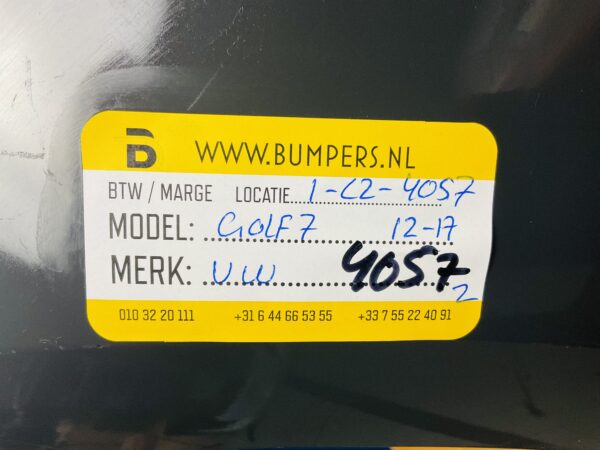 B WWW.BUMPERS.NL
BTW / MARGE LOCATIE 1-C2-4057
MODEL: GOLF 7 12-17
MERK: VW 4057 2
010 32 20 111 +31 6 44 66 53 55 +33 7 55 22 40 91